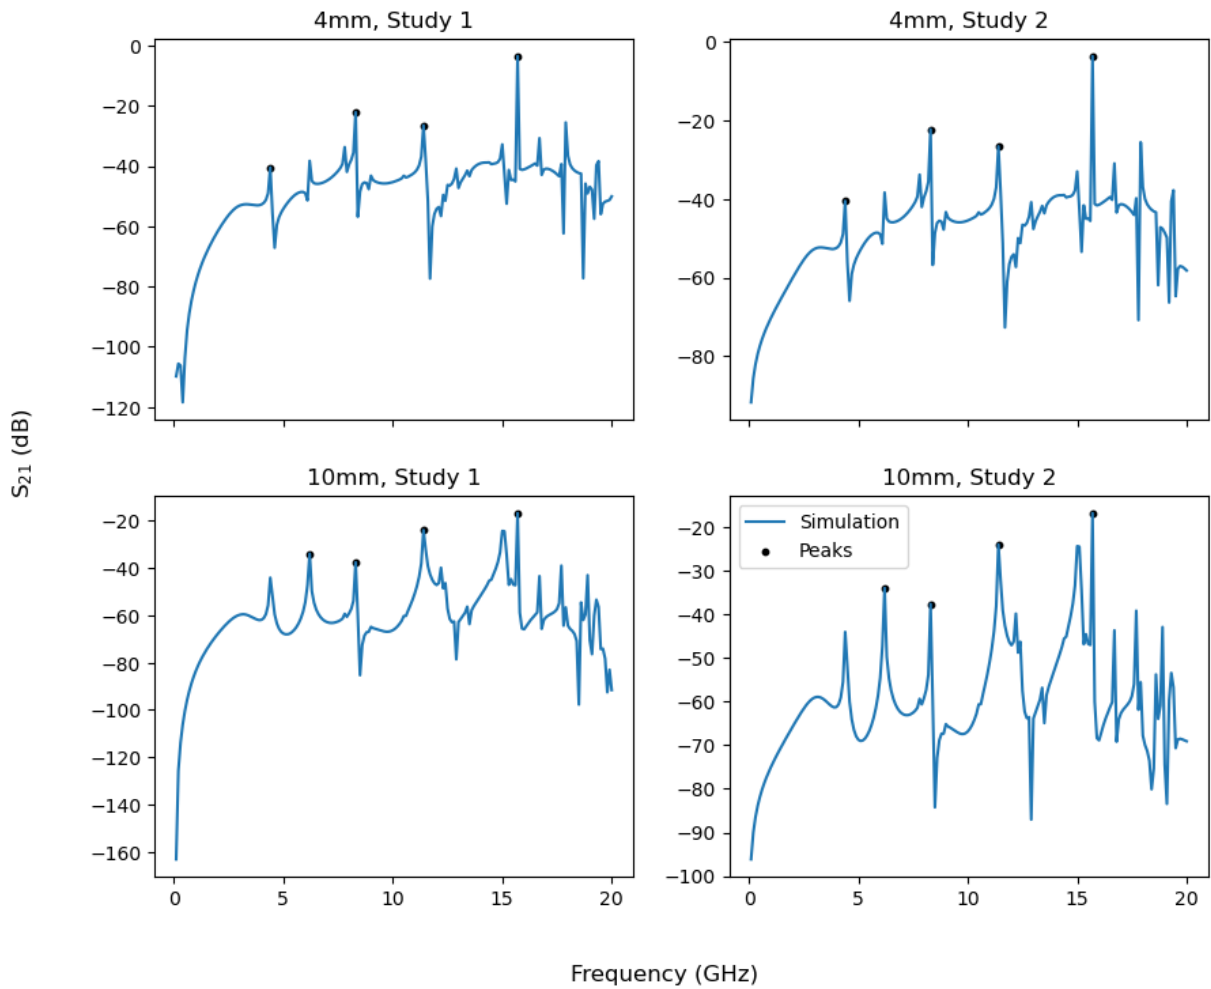 4mm, Study 1
0
−20
−40
−60
−80
−100
−120
4mm, Study 2
0
−20
−40
−60
−80
S21 (dB)
10mm, Study 1
−20
−40
−60
−80
−100
−120
−140
−160
0 5 10 15 20
10mm, Study 2
Simulation
Peaks
−20
−30
−40
−50
−60
−70
−80
−90
−100
0 5 10 15 20
Frequency (GHz)